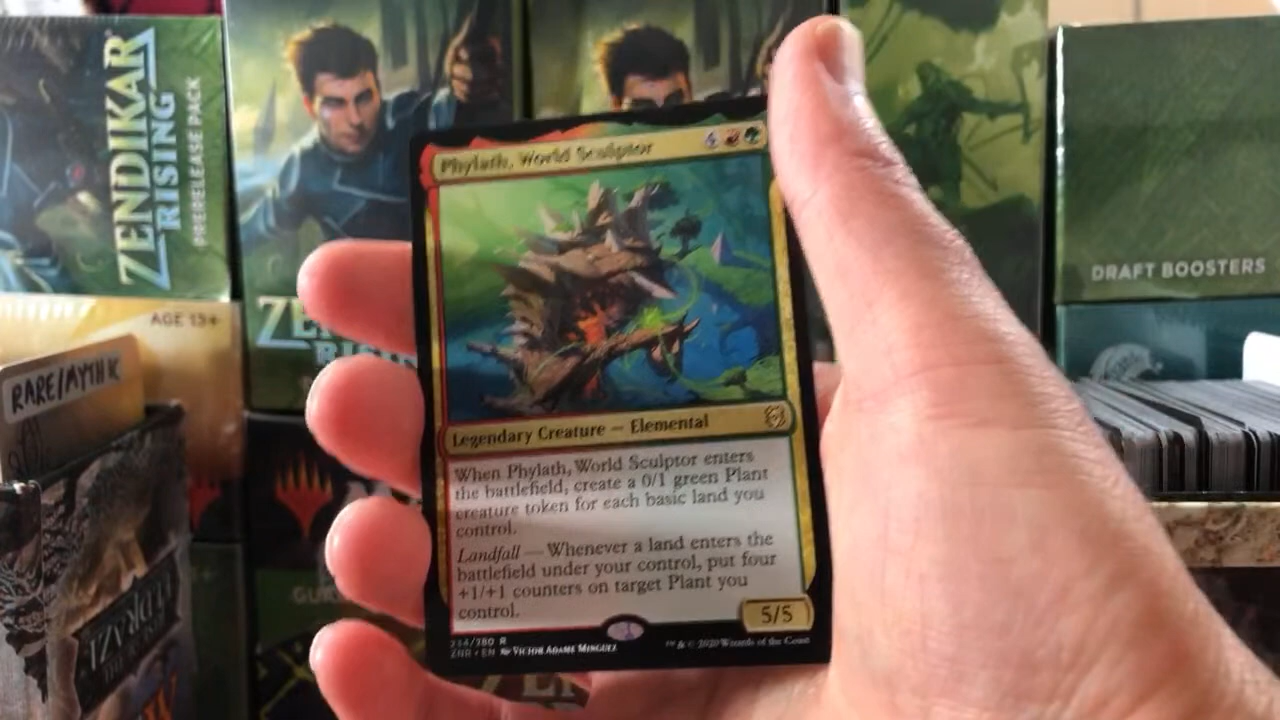 ZENDIKAR
RISING
PRERELEASE PACK
AGE 13+
RARE/MYTHIC
DRAFT BOOSTERS
Phylath, World Sculptor
Legendary Creature — Elemental
When Phylath, World Sculptor enters
the battlefield, create a 0/1 green Plant
creature token for each basic land you
control.
Landfall — Whenever a land enters the
battlefield under your control, put four
+1/+1 counters on target Plant you
control.
5/5
234/280 R
ZNR • EN Victor Adame Minguez
™ & © 2020 Wizards of the Coast
ELDRAZI